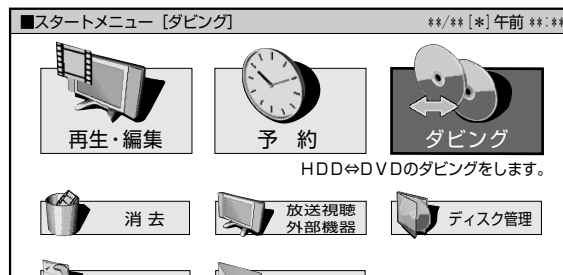 ■スタートメニュー [ダビング] **/** [*] 午前 **:**
再生・編集 予 約 ダビング
HDD⇔DVDのダビングをします。
消 去 放送視聴 外部機器 ディスク管理